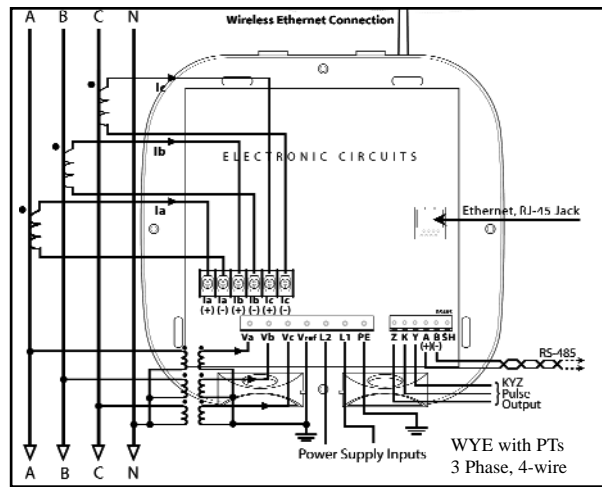 A B C N
Wireless Ethernet Connection
Ic
Ib
ELECTRONIC CIRCUITS
Ia
Ethernet, RJ-45 Jack
Ia Ia Ib Ib Ic Ic
(+) (-) (+) (-) (+) (-)
RS485
Va Vb Vc Vref L2 L1 PE
Z K Y A B SH
(+) (-)
RS-485
KYZ
Pulse
Output
Power Supply Inputs
WYE with PTs
3 Phase, 4-wire
A B C N